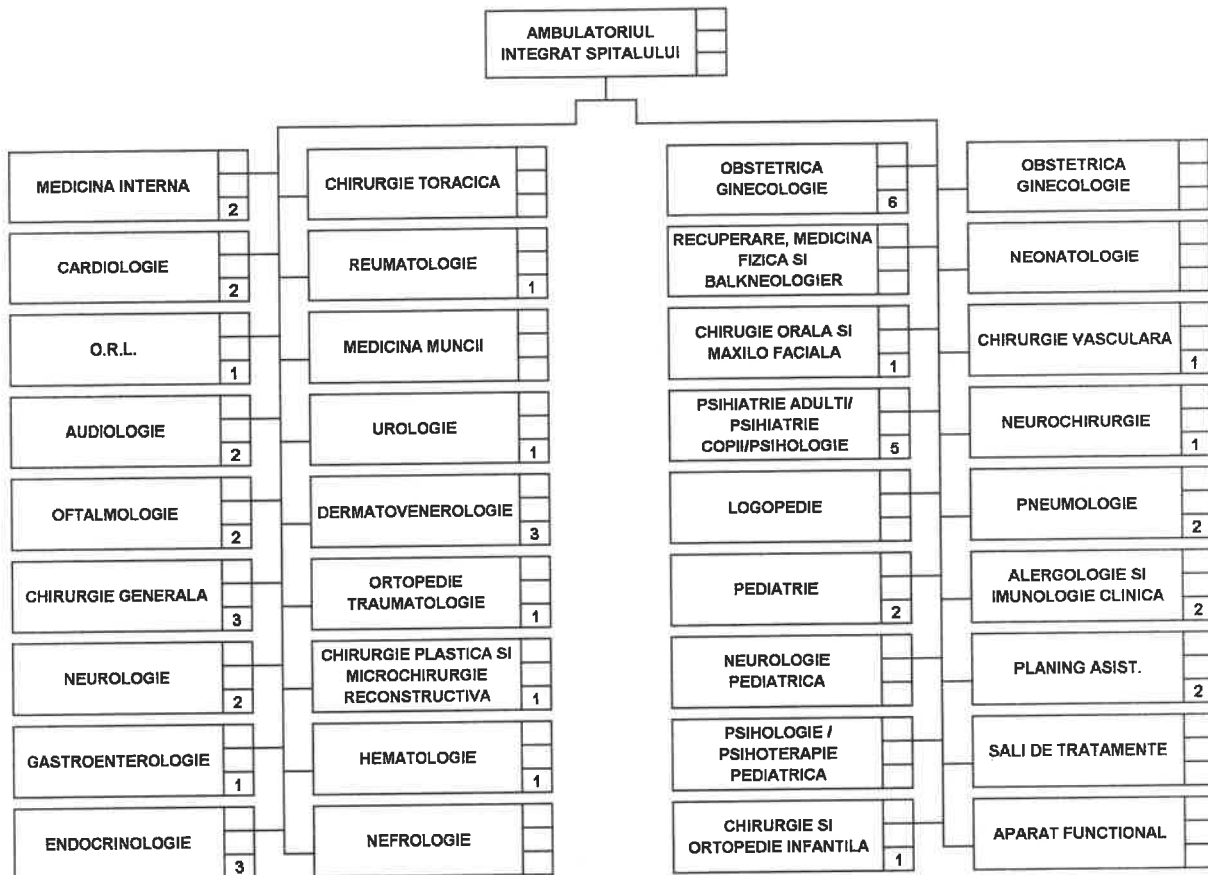 AMBULATORIUL
INTEGRAT SPITALULUI
MEDICINA INTERNA
2
CHIRURGIE TORACICA
OBSTETRICA
GINECOLOGIE
6
OBSTETRICA
GINECOLOGIE
CARDIOLOGIE
2
REUMATOLOGIE
1
RECUPERARE, MEDICINA
FIZICA SI
BALKNEOLOGIER
NEONATOLOGIE
O.R.L.
1
MEDICINA MUNCII
CHIRUGIE ORALA SI
MAXILO FACIALA
1
CHIRURGIE VASCULARA
1
AUDIOLOGIE
2
UROLOGIE
1
PSIHIATRIE ADULTI/
PSIHIATRIE
COPII/PSIHOLOGIE
5
NEUROCHIRURGIE
1
OFTALMOLOGIE
2
DERMATOVENEROLOGIE
3
LOGOPEDIE
PNEUMOLOGIE
2
CHIRURGIE GENERALA
3
ORTOPEDIE
TRAUMATOLOGIE
1
PEDIATRIE
2
ALERGOLOGIE SI
IMUNOLOGIE CLINICA
2
NEUROLOGIE
2
CHIRURGIE PLASTICA SI
MICROCHIRURGIE
RECONSTRUCTIVA
1
NEUROLOGIE
PEDIATRICA
PLANING ASIST.
2
GASTROENTEROLOGIE
1
HEMATOLOGIE
1
PSIHOLOGIE /
PSIHOTERAPIE
PEDIATRICA
SALI DE TRATAMENTE
ENDOCRINOLOGIE
3
NEFROLOGIE
CHIRURGIE SI
ORTOPEDIE INFANTILA
1
APARAT FUNCTIONAL